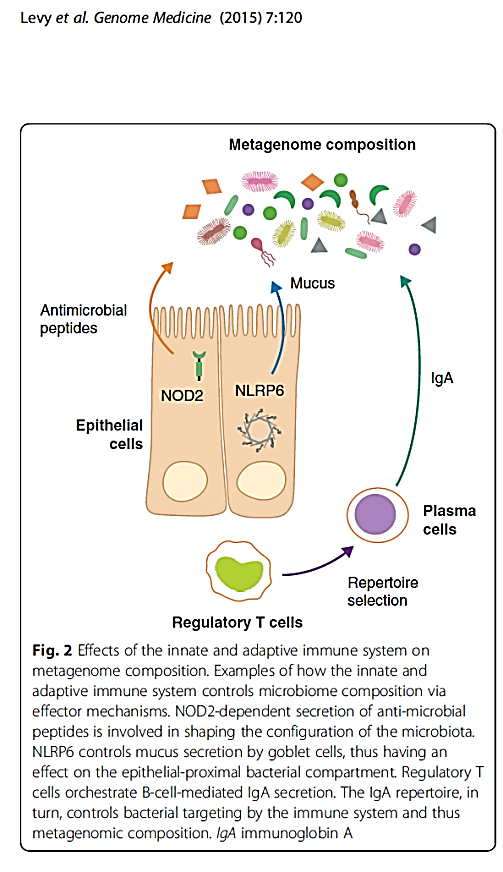 Levy et al. Genome Medicine (2015) 7:120
Metagenome composition
Mucus
Antimicrobial
peptides
IgA
NOD2
NLRP6
Epithelial
cells
Plasma
cells
Repertoire
selection
Regulatory T cells
Fig. 2 Effects of the innate and adaptive immune system on
metagenome composition. Examples of how the innate and
adaptive immune system controls microbiome composition via
effector mechanisms. NOD2-dependent secretion of anti-microbial
peptides is involved in shaping the configuration of the microbiota.
NLRP6 controls mucus secretion by goblet cells, thus having an
effect on the epithelial-proximal bacterial compartment. Regulatory T
cells orchestrate B-cell-mediated IgA secretion. The IgA repertoire, in
turn, controls bacterial targeting by the immune system and thus
metagenomic composition. IgA immunoglobin A